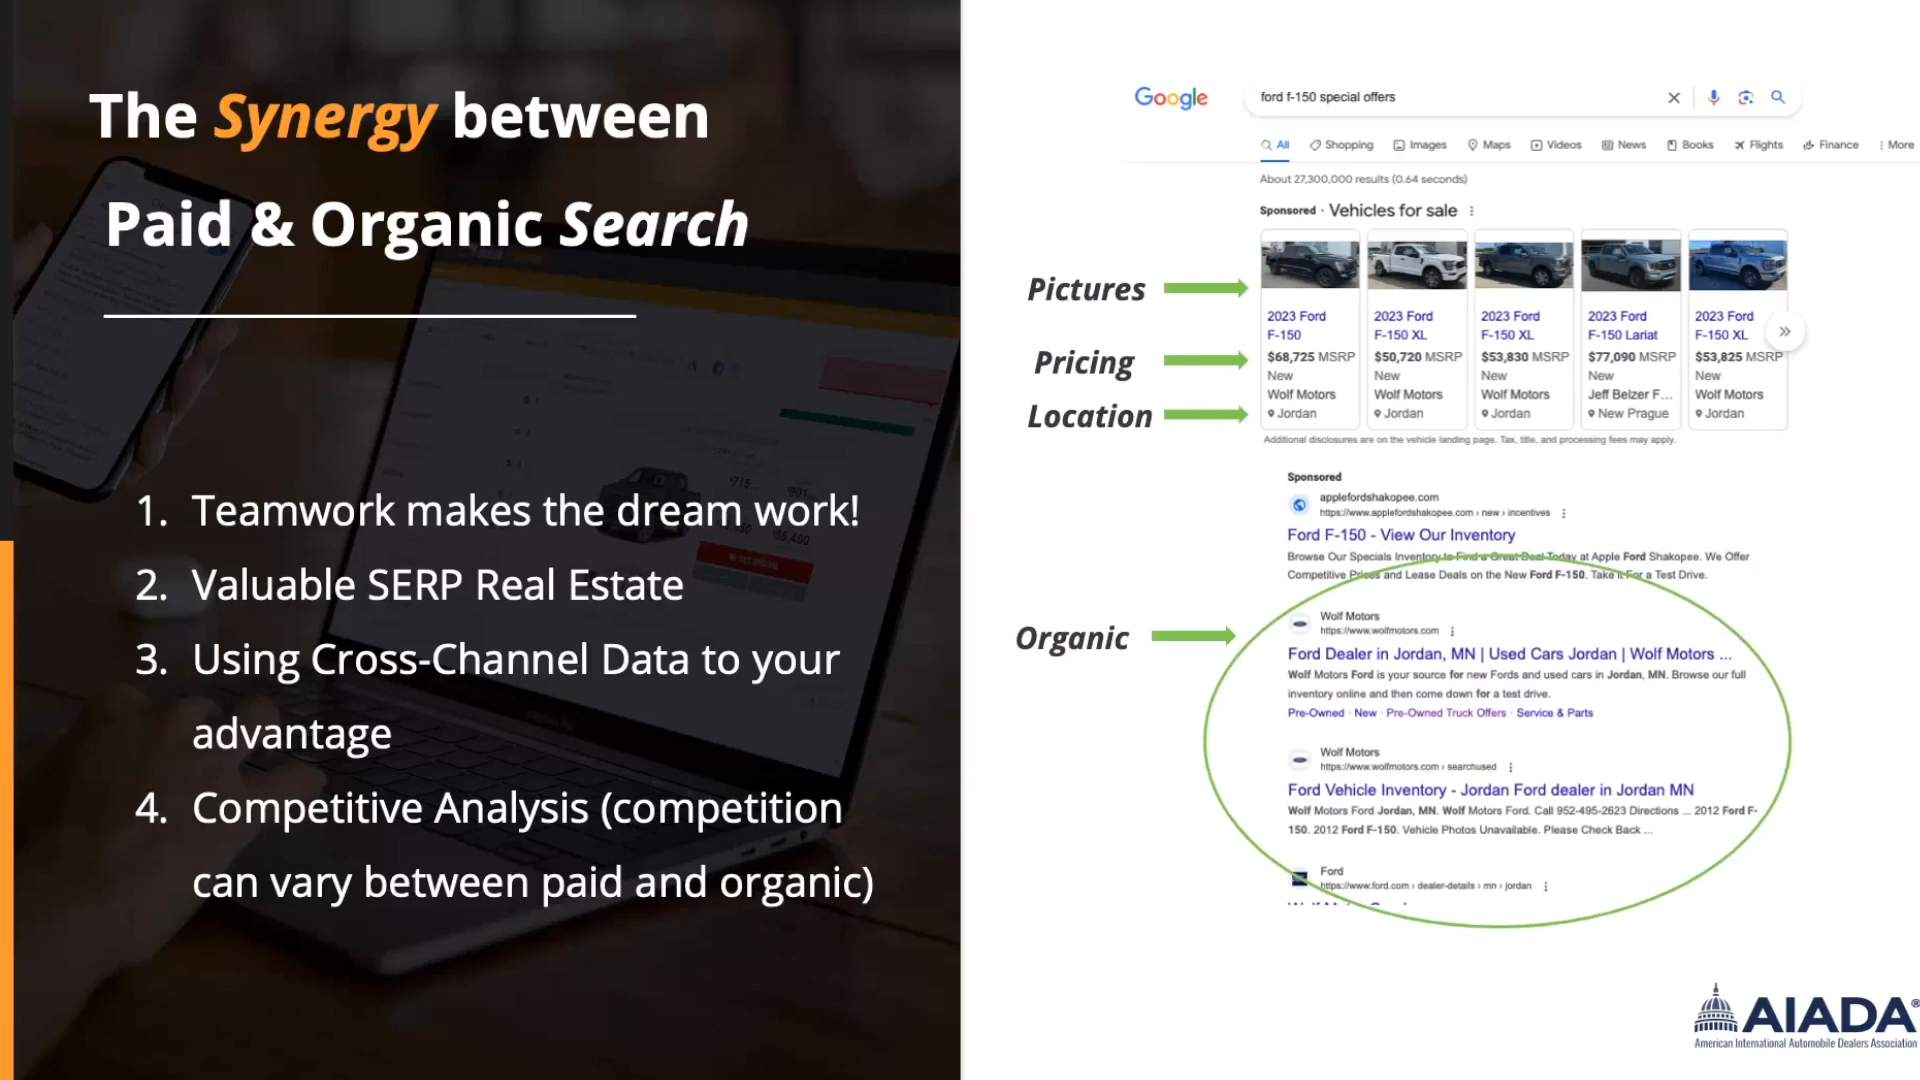 The Synergy between
Paid & Organic Search
1. Teamwork makes the dream work!
2. Valuable SERP Real Estate
3. Using Cross-Channel Data to your
advantage
4. Competitive Analysis (competition
can vary between paid and organic)
Google
ford f-150 special offers
All Shopping Images Maps Videos News Books Flights Finance More
About 27,300,000 results (0.64 seconds)
Sponsored · Vehicles for sale
Pictures
Pricing
Location
2023 Ford
F-150
$68,725 MSRP
New
Wolf Motors
Jordan
2023 Ford
F-150 XL
$50,720 MSRP
New
Wolf Motors
Jordan
2023 Ford
F-150 XL
$53,830 MSRP
New
Wolf Motors
Jordan
2023 Ford
F-150 Lariat
$77,090 MSRP
New
Jeff Belzer F...
New Prague
2023 Ford
F-150 XL
$53,825 MSRP
New
Wolf Motors
Jordan
Additional disclosures are on the vehicle landing page. Tax, title, and processing fees may apply.
Sponsored
applefordshakopee.com
https://www.applefordshakopee.com › new › incentives
Ford F-150 - View Our Inventory
Browse Our Specials Inventory to Find a Great Deal Today at Apple Ford Shakopee. We Offer
Competitive Prices and Lease Deals on the New Ford F-150. Take it For a Test Drive.
Organic
Wolf Motors
https://www.wolfmotors.com
Ford Dealer in Jordan, MN | Used Cars Jordan | Wolf Motors ...
Wolf Motors Ford is your source for new Fords and used cars in Jordan, MN. Browse our full
inventory online and then come down for a test drive.
Pre-Owned · New · Pre-Owned Truck Offers · Service & Parts
Wolf Motors
https://www.wolfmotors.com › searchused
Ford Vehicle Inventory - Jordan Ford dealer in Jordan MN
Wolf Motors Ford Jordan, MN. Wolf Motors Ford. Call 952-495-2623 Directions ... 2012 Ford F-
150. 2012 Ford F-150. Vehicle Photos Unavailable. Please Check Back ...
Ford
https://www.ford.com › dealer-details › mn › jordan
AIADA®
American International Automobile Dealers Association